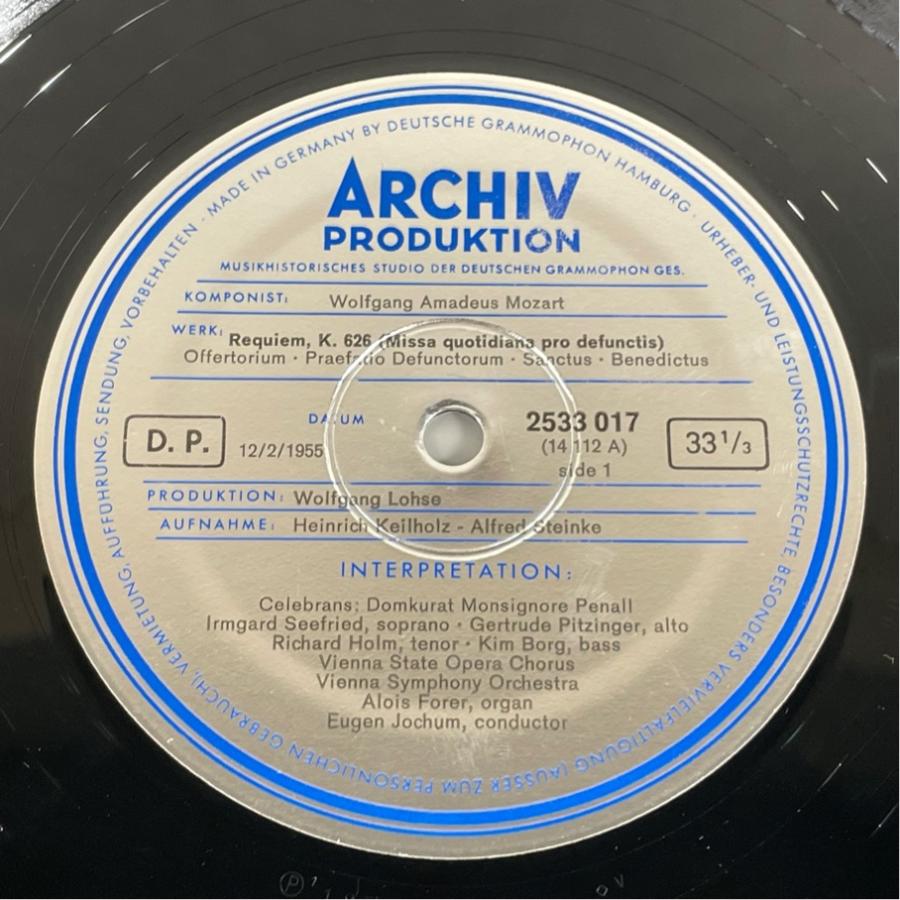 MADE IN GERMANY BY DEUTSCHE GRAMMOPHON HAMBURG · URHEBER- UND LEISTUNGSSCHUTZRECHTE, BESONDERS VERVIELFÄLTIGUNG (AUSSER ZUM PERSÖNLICHEN GEBRAUCH), VERMIETUNG, AUFFÜHRUNG, SENDUNG, VORBEHALTEN ·
ARCHIV
PRODUKTION
MUSIKHISTORISCHES STUDIO DER DEUTSCHEN GRAMMOPHON GES.
KOMPONIST: Wolfgang Amadeus Mozart
WERK: Requiem, K. 626 (Missa quotidiana pro defunctis)
Offertorium · Praefatio Defunctorum · Sanctus · Benedictus
DATUM 2533 017
D. P. 12/2/1955 (14 112 A) 33 1/3
side 1
PRODUKTION: Wolfgang Lohse
AUFNAHME: Heinrich Keilholz - Alfred Steinke
INTERPRETATION:
Celebrans: Domkurat Monsignore Penall
Irmgard Seefried, soprano · Gertrude Pitzinger, alto
Richard Holm, tenor · Kim Borg, bass
Vienna State Opera Chorus
Vienna Symphony Orchestra
Alois Forer, organ
Eugen Jochum, conductor